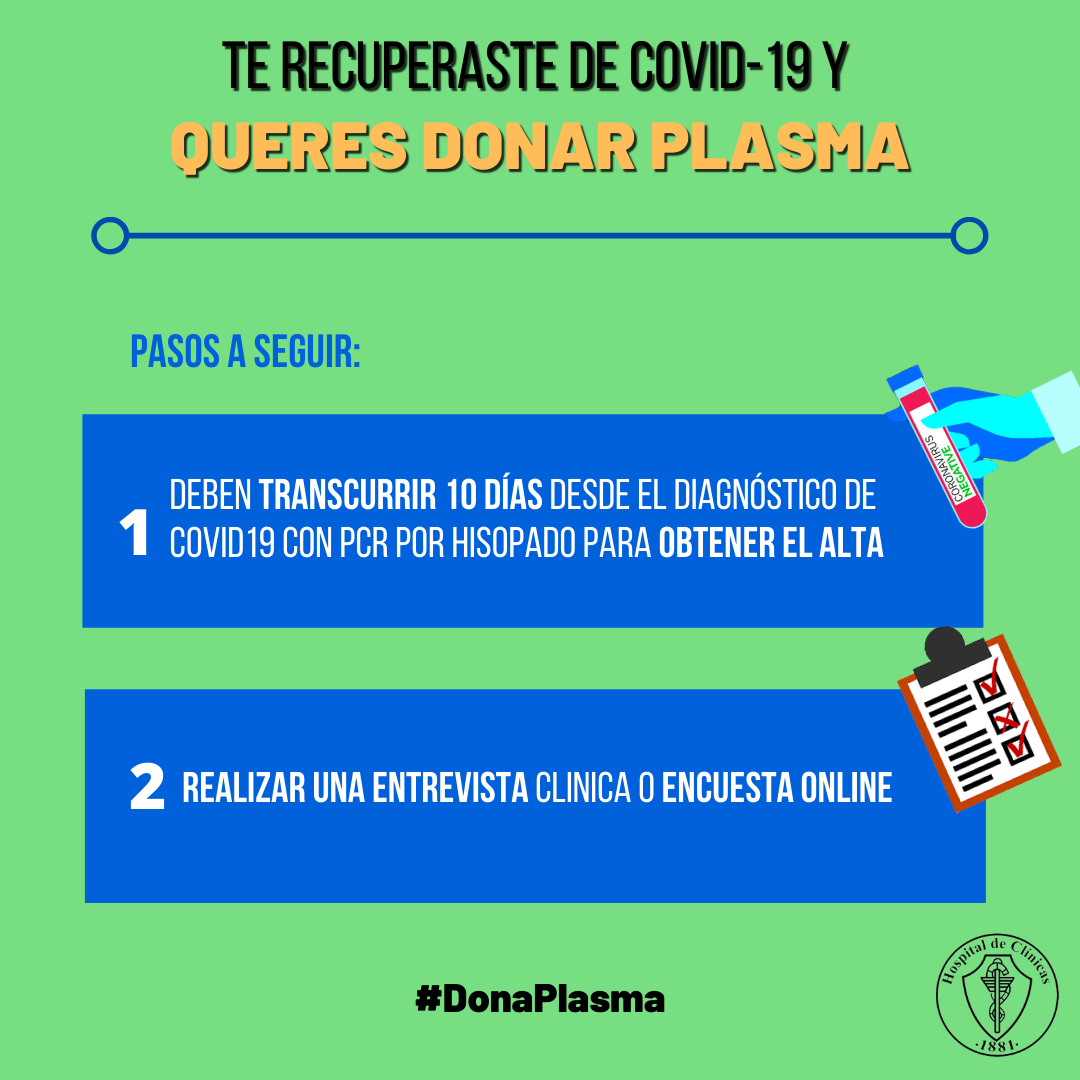 TE RECUPERASTE DE COVID-19 Y
QUERES DONAR PLASMA
PASOS A SEGUIR:
CORONAVIRUS
NEGATIVE
1
DEBEN TRANSCURRIR 10 DÍAS DESDE EL DIAGNÓSTICO DE
COVID19 CON PCR POR HISOPADO PARA OBTENER EL ALTA
2 REALIZAR UNA ENTREVISTA CLINICA O ENCUESTA ONLINE
#DonaPlasma
Hospital de Clínicas
·1881·